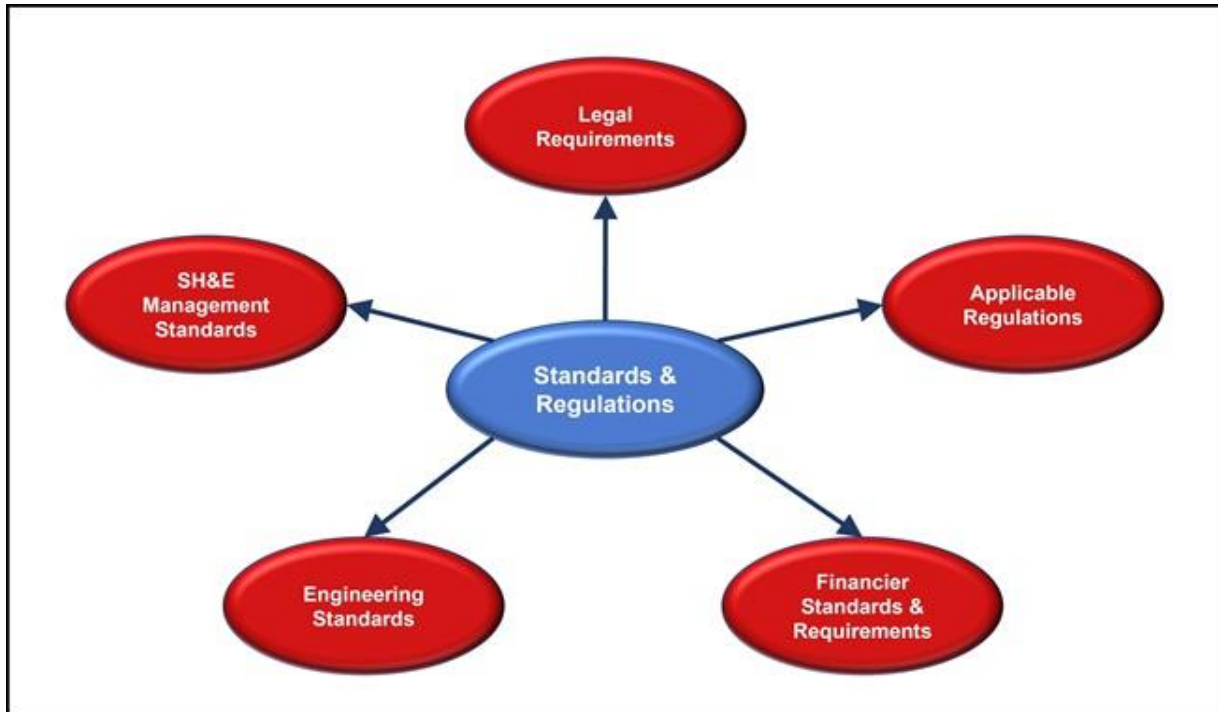 Legal
Requirements
SH&E
Management
Standards
Applicable
Regulations
Standards &
Regulations
Engineering
Standards
Financier
Standards &
Requirements